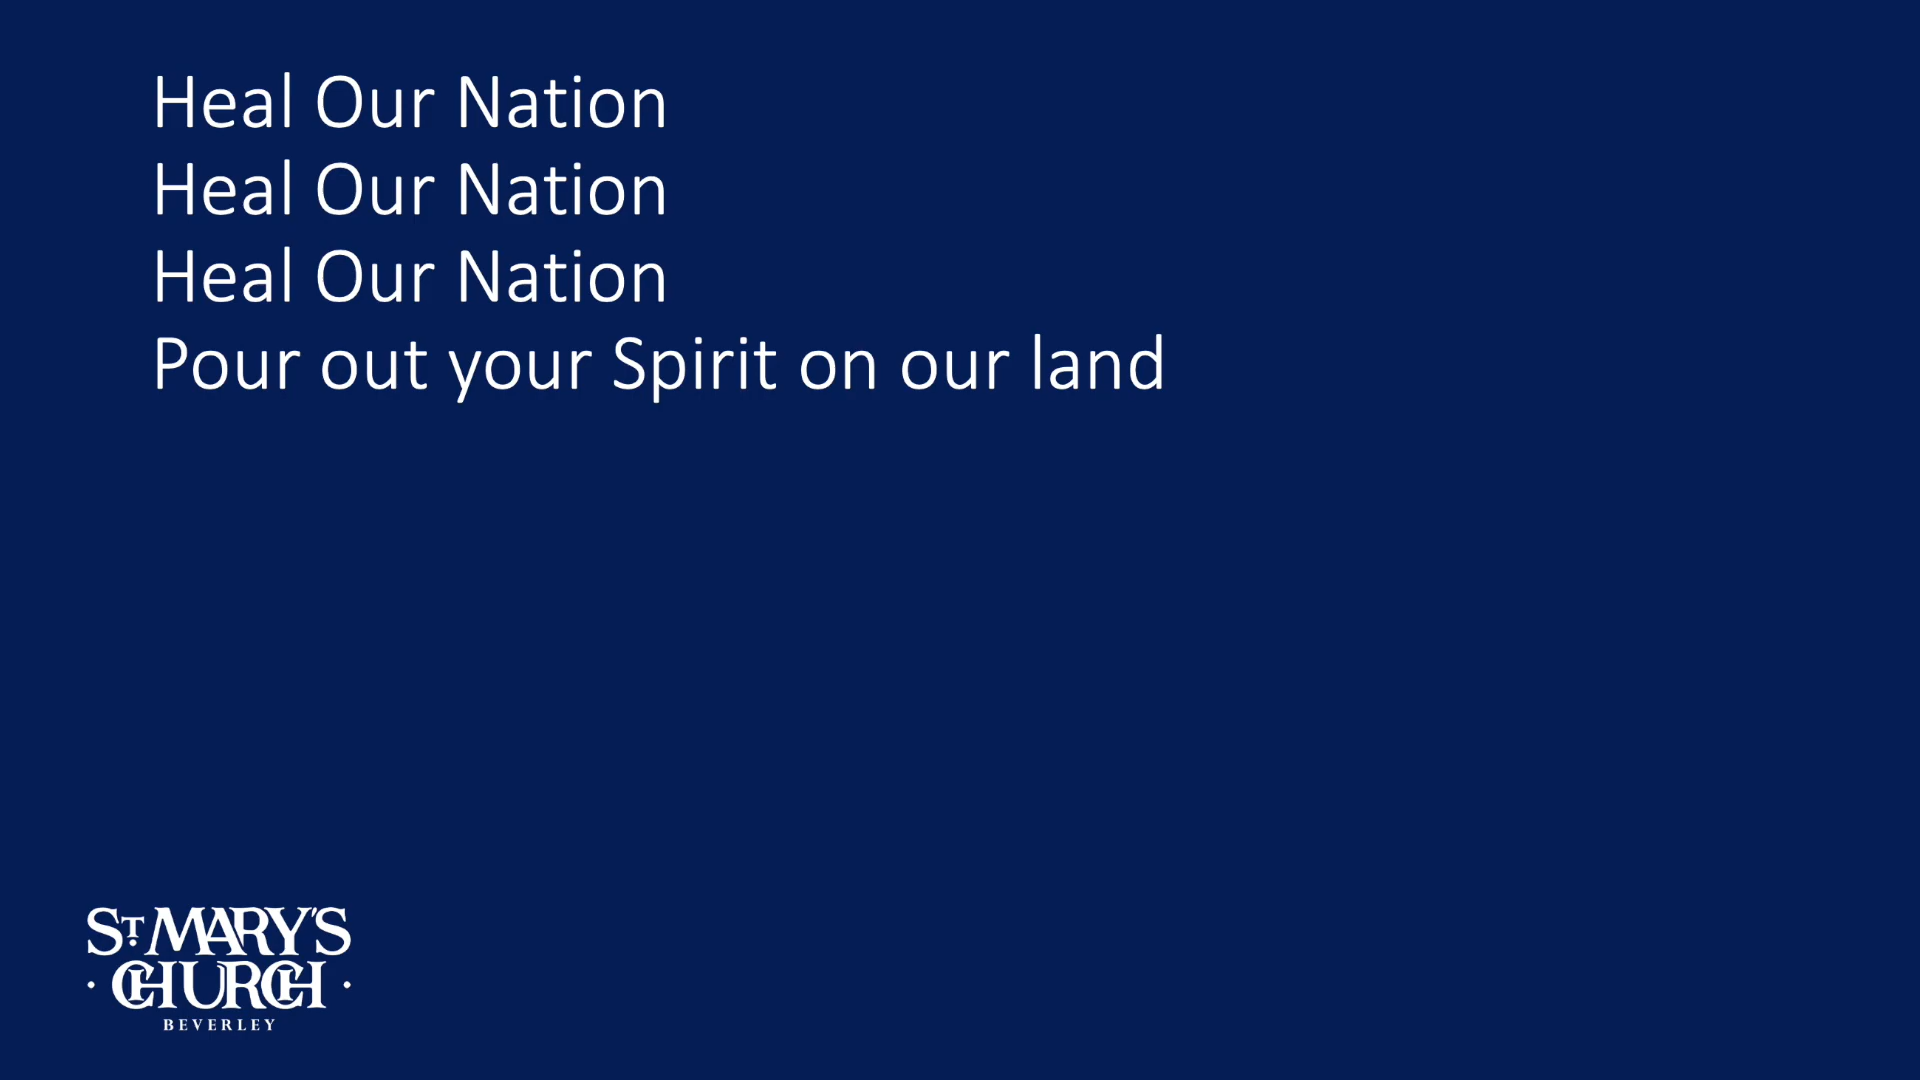 Heal Our Nation
Heal Our Nation
Heal Our Nation
Pour out your Spirit on our land
ST. MARY'S
· CHURCH ·
BEVERLEY